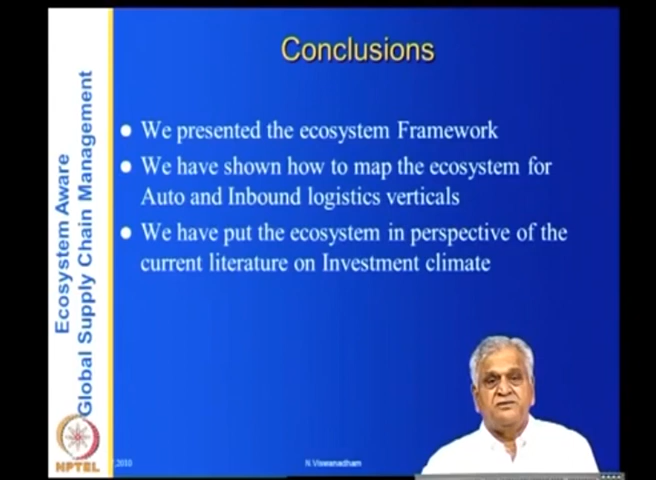 Conclusions
We presented the ecosystem Framework
We have shown how to map the ecosystem for
Auto and Inbound logistics verticals
We have put the ecosystem in perspective of the
current literature on Investment climate
Ecosystem Aware
Global Supply Chain Management
NPTEL
,2010
N.Viswanadham